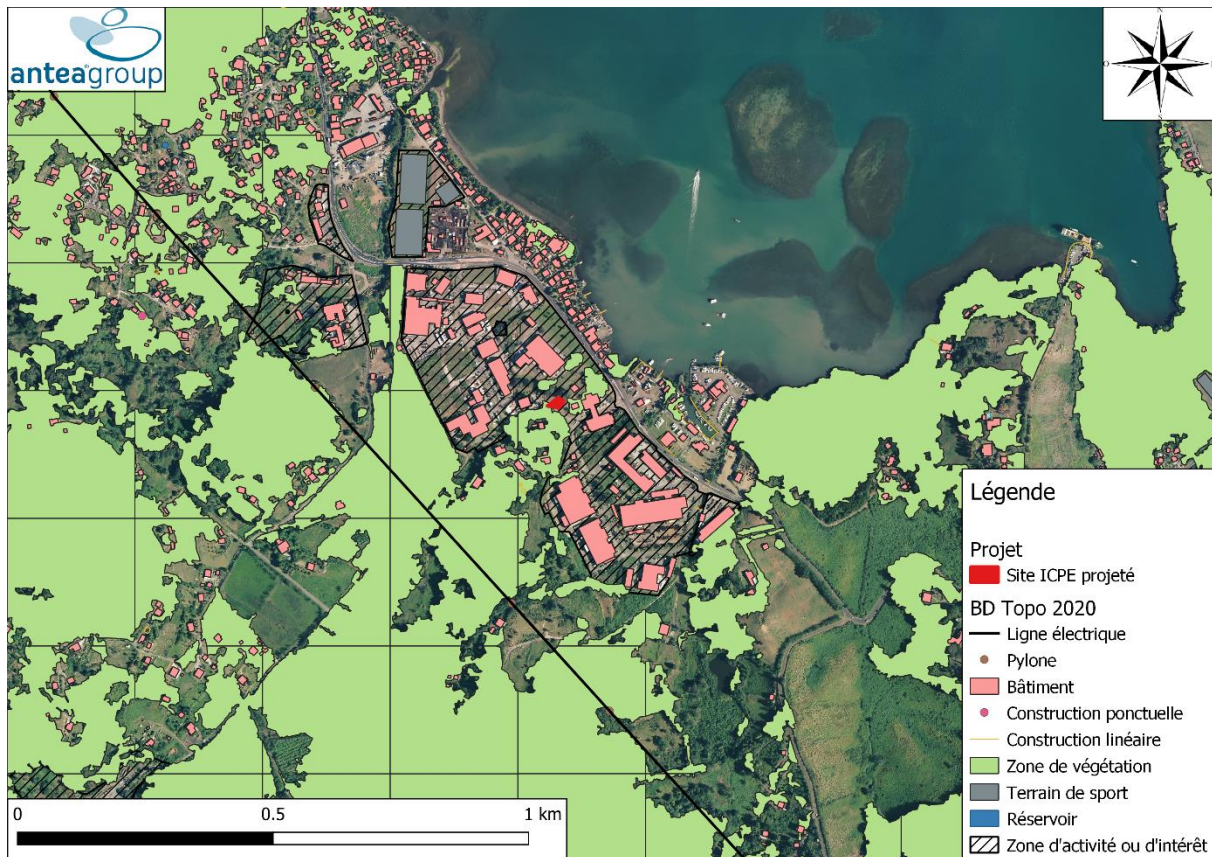 anteagroup
N
O
E
S
Légende
Projet
Site ICPE projeté
BD Topo 2020
Ligne électrique
Pylone
Bâtiment
Construction ponctuelle
Construction linéaire
Zone de végétation
Terrain de sport
Réservoir
Zone d'activité ou d'intérêt
0 0.5 1 km